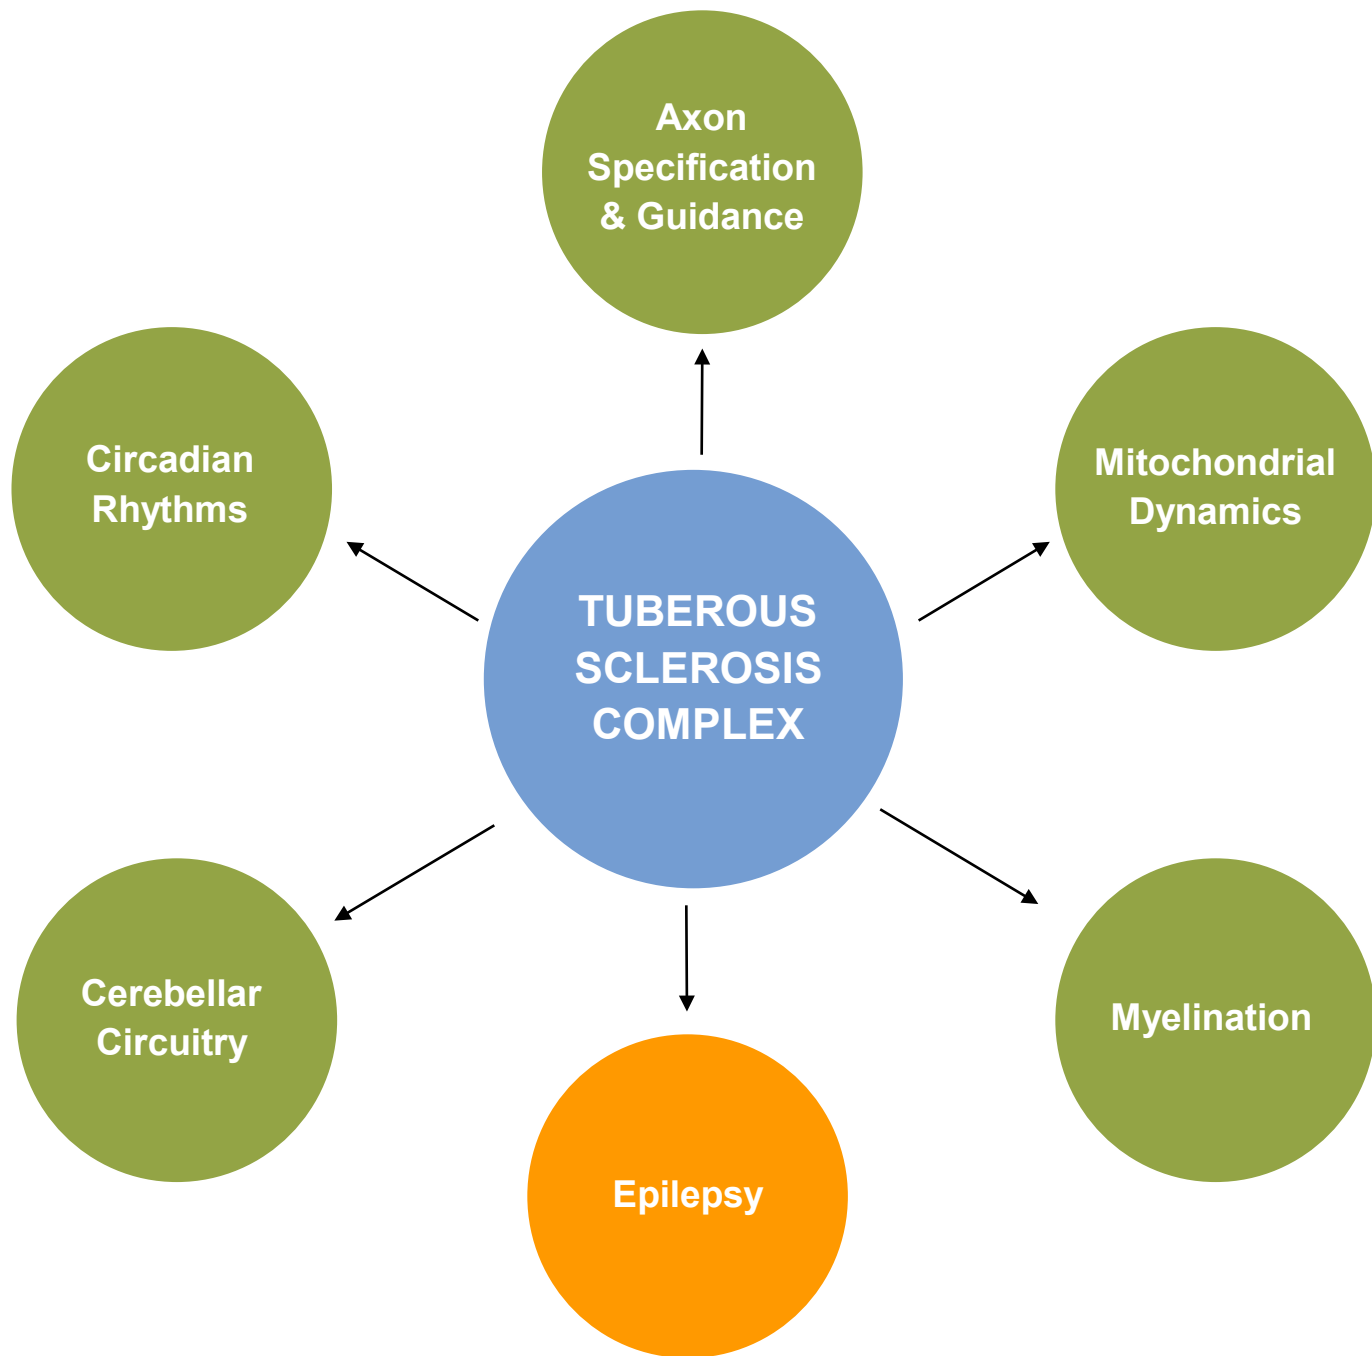 Axon
Specification
& Guidance
Circadian
Rhythms
Mitochondrial
Dynamics
TUBEROUS
SCLEROSIS
COMPLEX
Cerebellar
Circuitry
Myelination
Epilepsy